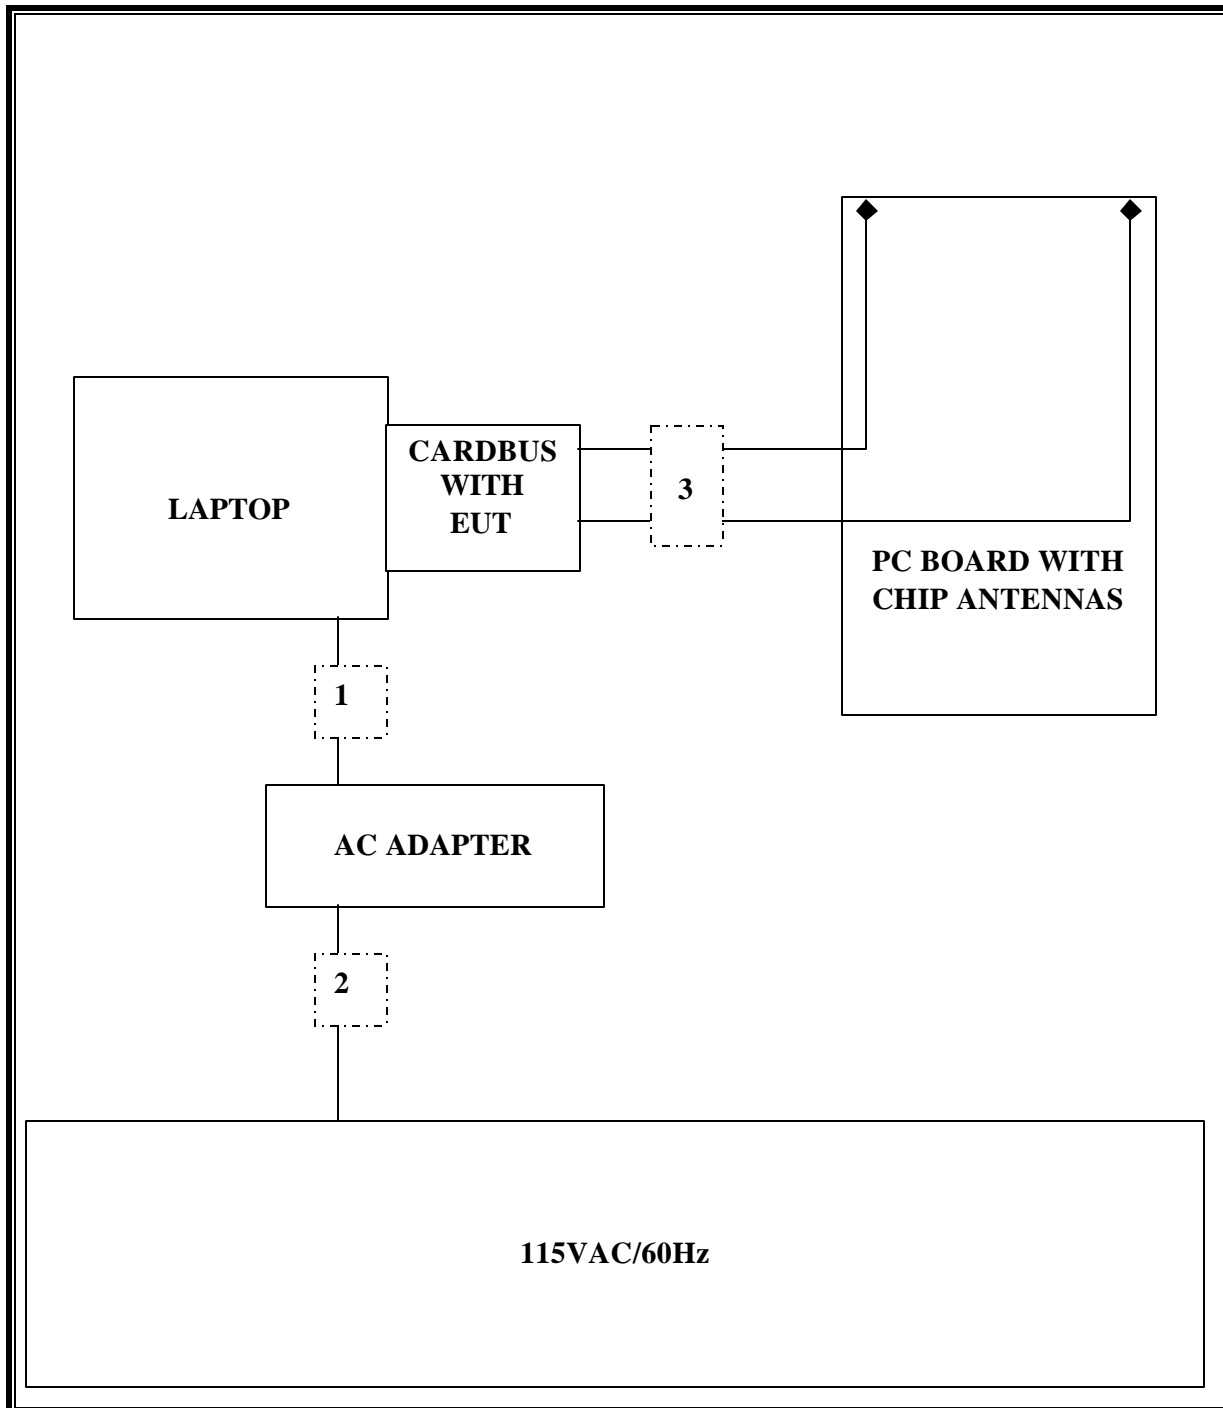 LAPTOP
CARDBUS
WITH
EUT
3
PC BOARD WITH
CHIP ANTENNAS
1
AC ADAPTER
2
115VAC/60Hz